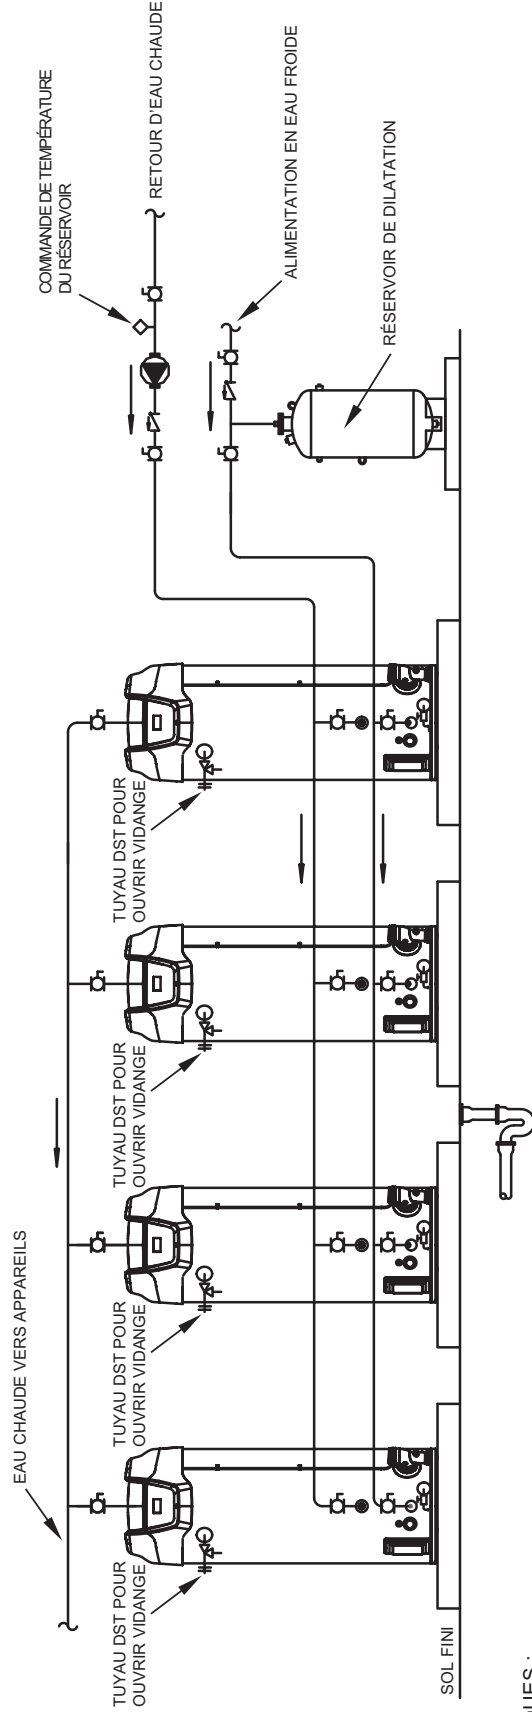 EAU CHAUDE VERS APPAREILS
COMMANDE DE TEMPÉRATURE
DU RÉSERVOIR
RETOUR D'EAU CHAUDE
ALIMENTATION EN EAU FROIDE
RÉSERVOIR DE DILATATION
TUYAU DST POUR
OUVRIR VIDANGE
TUYAU DST POUR
OUVRIR VIDANGE
TUYAU DST POUR
OUVRIR VIDANGE
TUYAU DST POUR
OUVRIR VIDANGE
SOL FINI